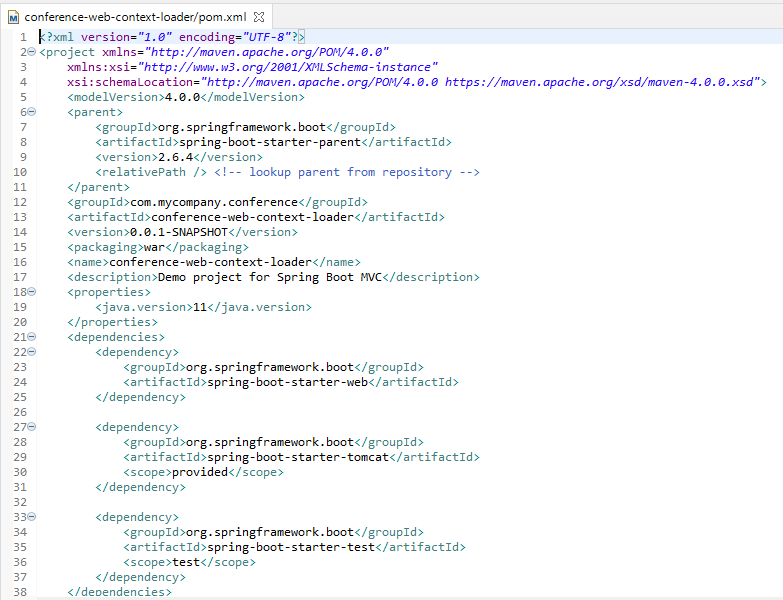 conference-web-context-loader/pom.xml
1 <?xml version="1.0" encoding="UTF-8"?>
2 <project xmlns="http://maven.apache.org/POM/4.0.0"
3     xmlns:xsi="http://www.w3.org/2001/XMLSchema-instance"
4     xsi:schemaLocation="http://maven.apache.org/POM/4.0.0 https://maven.apache.org/xsd/maven-4.0.0.xsd">
5     <modelVersion>4.0.0</modelVersion>
6     <parent>
7         <groupId>org.springframework.boot</groupId>
8         <artifactId>spring-boot-starter-parent</artifactId>
9         <version>2.6.4</version>
10         <relativePath /> <!-- lookup parent from repository -->
11     </parent>
12     <groupId>com.mycompany.conference</groupId>
13     <artifactId>conference-web-context-loader</artifactId>
14     <version>0.0.1-SNAPSHOT</version>
15     <packaging>war</packaging>
16     <name>conference-web-context-loader</name>
17     <description>Demo project for Spring Boot MVC</description>
18     <properties>
19         <java.version>11</java.version>
20     </properties>
21     <dependencies>
22         <dependency>
23             <groupId>org.springframework.boot</groupId>
24             <artifactId>spring-boot-starter-web</artifactId>
25         </dependency>
26
27         <dependency>
28             <groupId>org.springframework.boot</groupId>
29             <artifactId>spring-boot-starter-tomcat</artifactId>
30             <scope>provided</scope>
31         </dependency>
32
33         <dependency>
34             <groupId>org.springframework.boot</groupId>
35             <artifactId>spring-boot-starter-test</artifactId>
36             <scope>test</scope>
37         </dependency>
38     </dependencies>